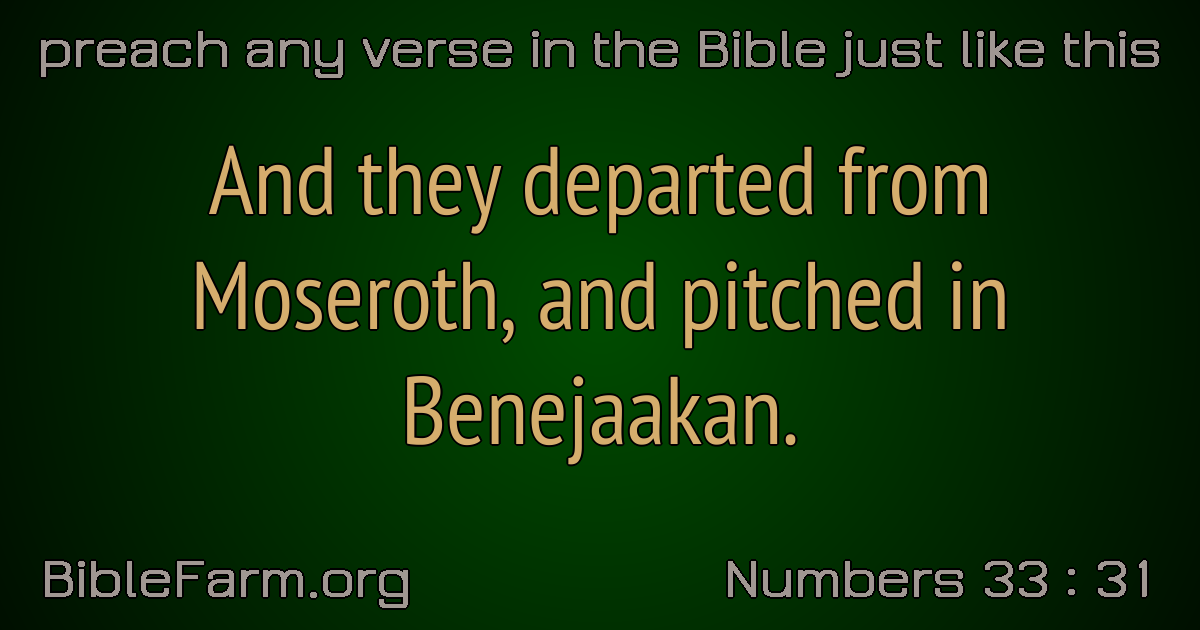 preach any verse in the Bible just like this
And they departed from
Moseroth, and pitched in
Benejaakan.
BibleFarm.org
Numbers 33 : 31